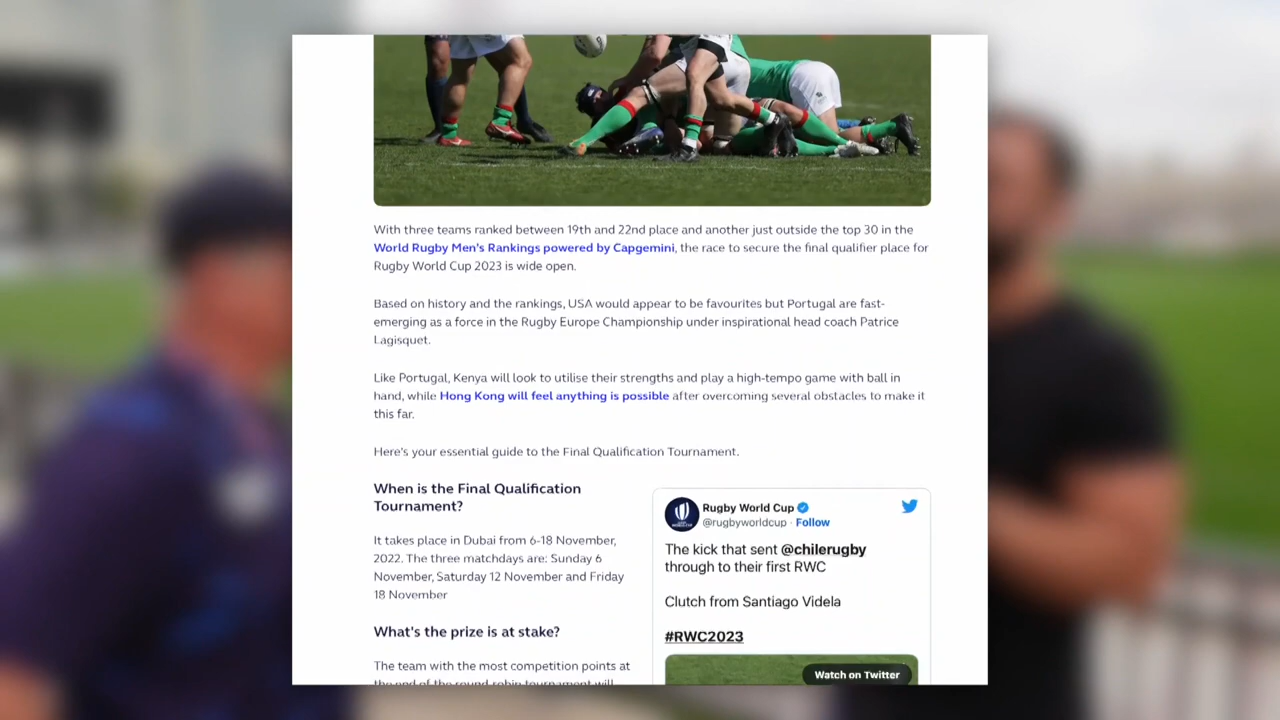 With three teams ranked between 19th and 22nd place and another just outside the top 30 in the
World Rugby Men's Rankings powered by Capgemini, the race to secure the final qualifier place for
Rugby World Cup 2023 is wide open.
Based on history and the rankings, USA would appear to be favourites but Portugal are fast-
emerging as a force in the Rugby Europe Championship under inspirational head coach Patrice
Lagisquet.
Like Portugal, Kenya will look to utilise their strengths and play a high-tempo game with ball in
hand, while Hong Kong will feel anything is possible after overcoming several obstacles to make it
this far.
Here's your essential guide to the Final Qualification Tournament.
When is the Final Qualification
Tournament?
It takes place in Dubai from 6-18 November,
2022. The three matchdays are: Sunday 6
November, Saturday 12 November and Friday
18 November
What's the prize is at stake?
The team with the most competition points at
the end of the round robin tournament will
Rugby World Cup
@rugbyworldcup · Follow
The kick that sent @chilerugby
through to their first RWC
Clutch from Santiago Videla
#RWC2023
Watch on Twitter